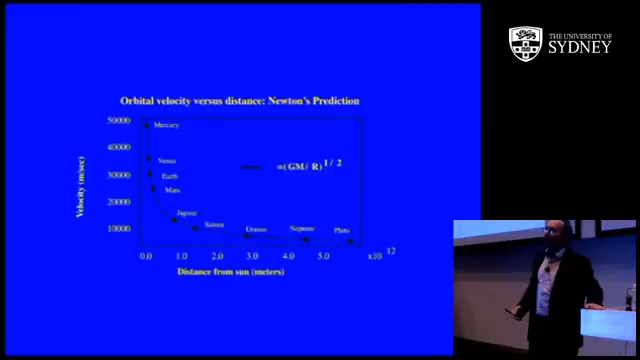 THE UNIVERSITY OF
SYDNEY
Orbital velocity versus distance: Newton's Prediction
50000
Mercury
40000
=(GM/ R)^1/2
30000
Venus
Earth
20000
Mars
Jupiter
Saturn
Uranus
Neptune
Pluto
10000
Velocity (m/sec)
0.0 1.0 2.0 3.0 4.0 5.0 x10 12
Distance from sun (meters)